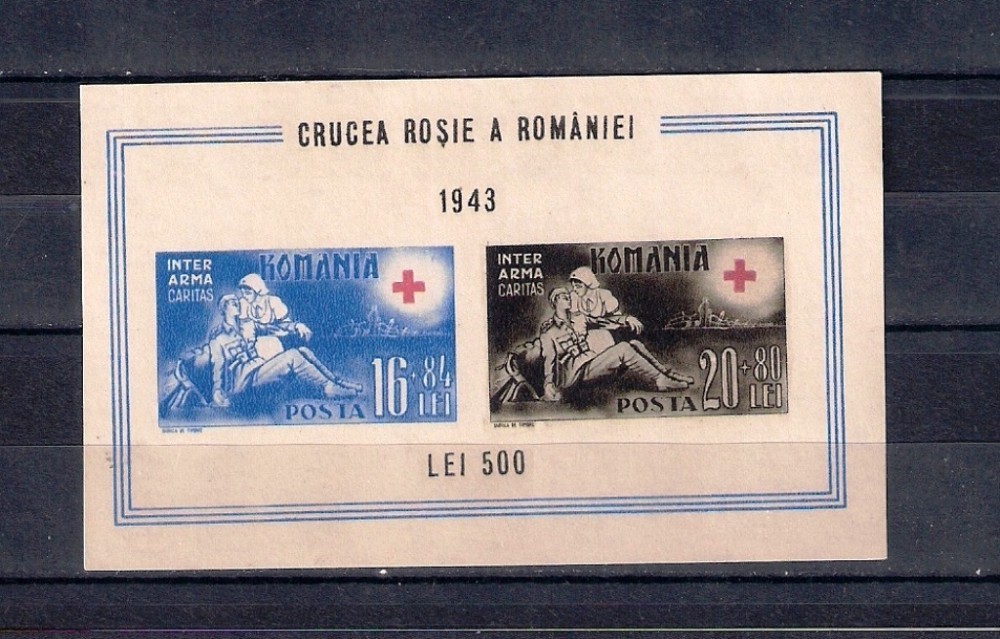 CRUCEA ROȘIE A ROMÂNIEI
1943
INTER
ARMA
CARITAS
ROMANIA
16+84
LEI
POSTA
INTER
ARMA
CARITAS
ROMANIA
20+80
LEI
POSTA
LEI 500